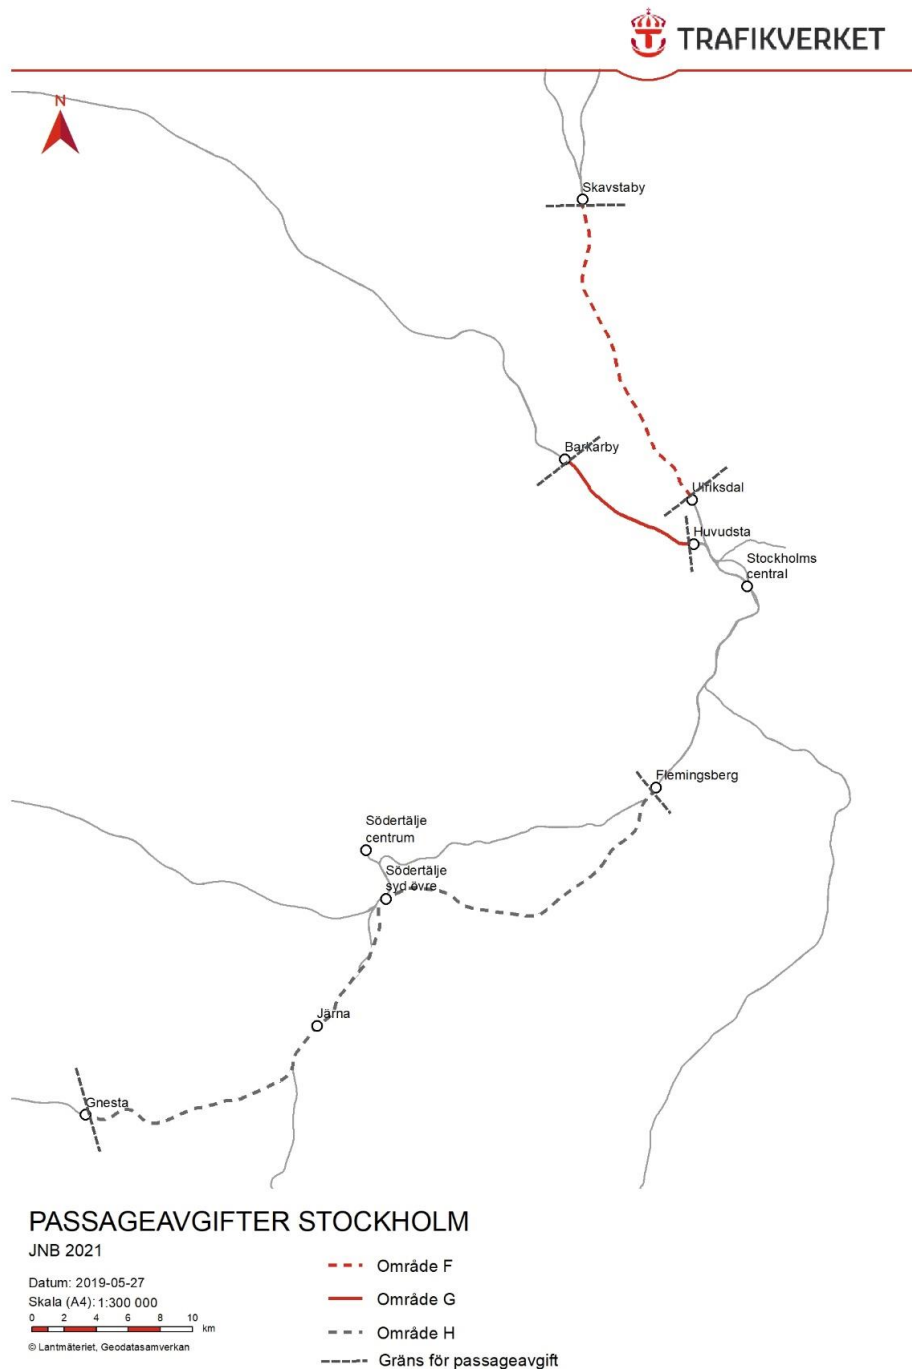 TRAFIKVERKET
N
Skavstaby
Barkarby
Ulriksdal
Huvudsta
Stockholms
central
Flemingsberg
Södertälje
centrum
Södertälje
syd övre
Järna
Gnesta
PASSAGEAVGIFTER STOCKHOLM
JNB 2021
Datum: 2019-05-27
Skala (A4): 1:300 000
0 2 4 6 8 10
km
© Lantmäteriet, Geodatasamverkan
Område F
Område G
Område H
Gräns för passageavgift